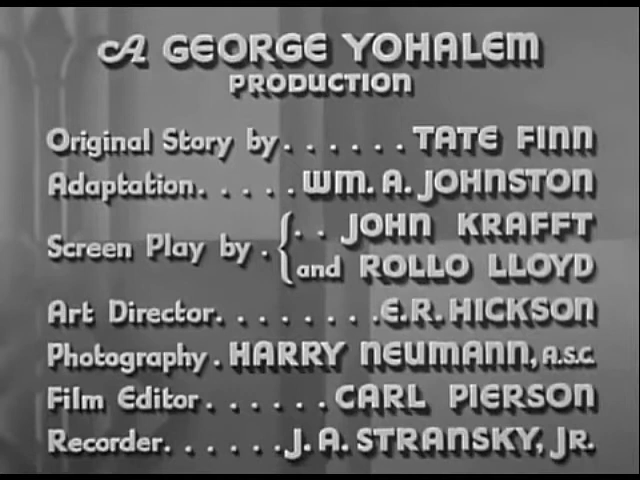 A GEORGE YOHALEM
PRODUCTION
Original Story by . . . . . . TATE FINN
Adaptation. . . . . WM. A. JOHNSTON
Screen Play by . { . . JOHN KRAFFT
and ROLLO LLOYD
Art Director. . . . . . . .E.R. HICKSON
Photography . HARRY NEUMANN, A.S.C.
Film Editor . . . . . . CARL PIERSON
Recorder. . . . . . J. A. STRANSKY, JR.